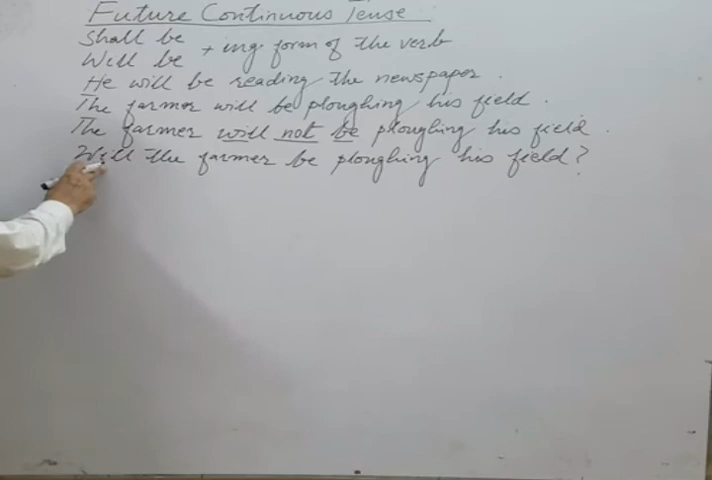 Future Continuous Tense
Shall be
Will be + ing form of the verb
He will be reading the newspaper.
The farmer will be ploughing his field.
The farmer will not be ploughing his field.
Will the farmer be ploughing his field?